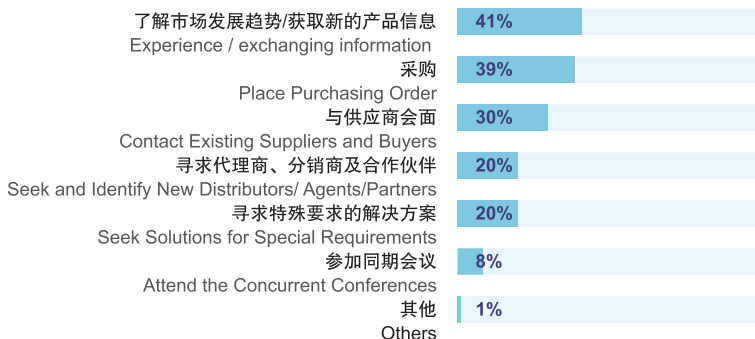 了解市场发展趋势/获取新的产品信息 41%
Experience / exchanging information
采购 39%
Place Purchasing Order
与供应商会面 30%
Contact Existing Suppliers and Buyers
寻求代理商、分销商及合作伙伴 20%
Seek and Identify New Distributors/ Agents/Partners
寻求特殊要求的解决方案 20%
Seek Solutions for Special Requirements
参加同期会议 8%
Attend the Concurrent Conferences
其他 1%
Others